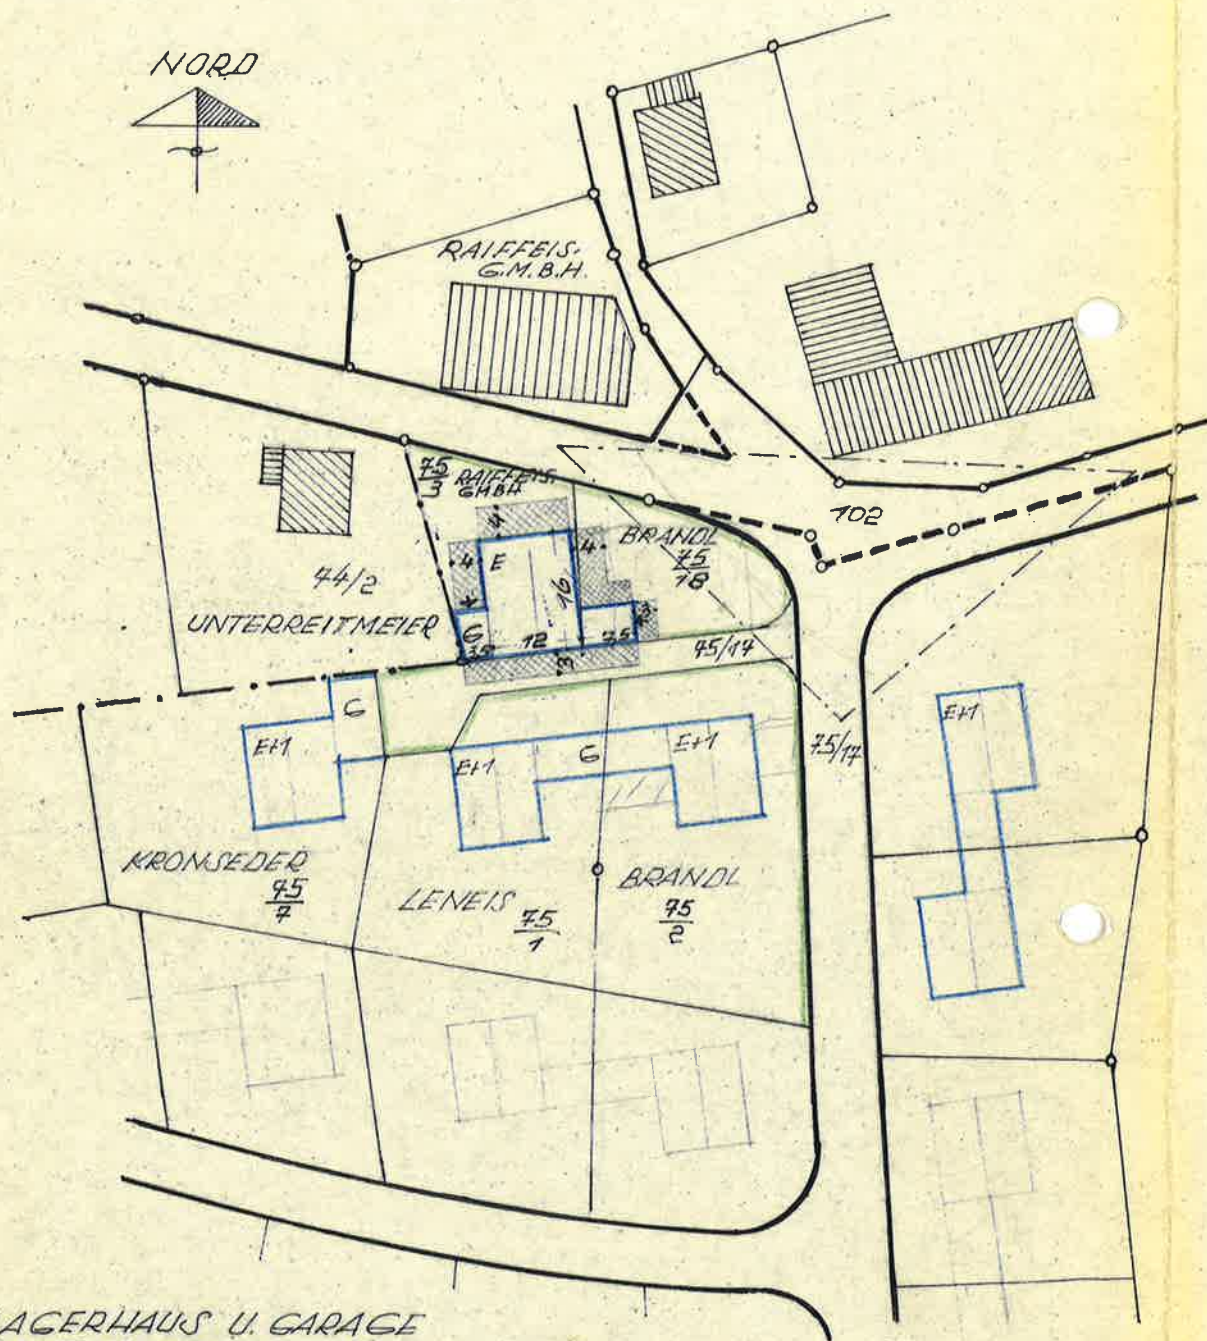 NORD
RAIFFEIS.
G.M.B.H.
75
3
RAIFFEIS.
GMBH
102
BRANDL
75
18
4
4
E
4
16
44/2
UNTERREITMEIER
G
3.5
12
7.5
3
75/17
G
E+1
E+1
G
E+1
75/17
E+1
KRONSEDER
75
7
LENEIS
75
1
BRANDL
75
2
AGERHAUS U. GARAGE